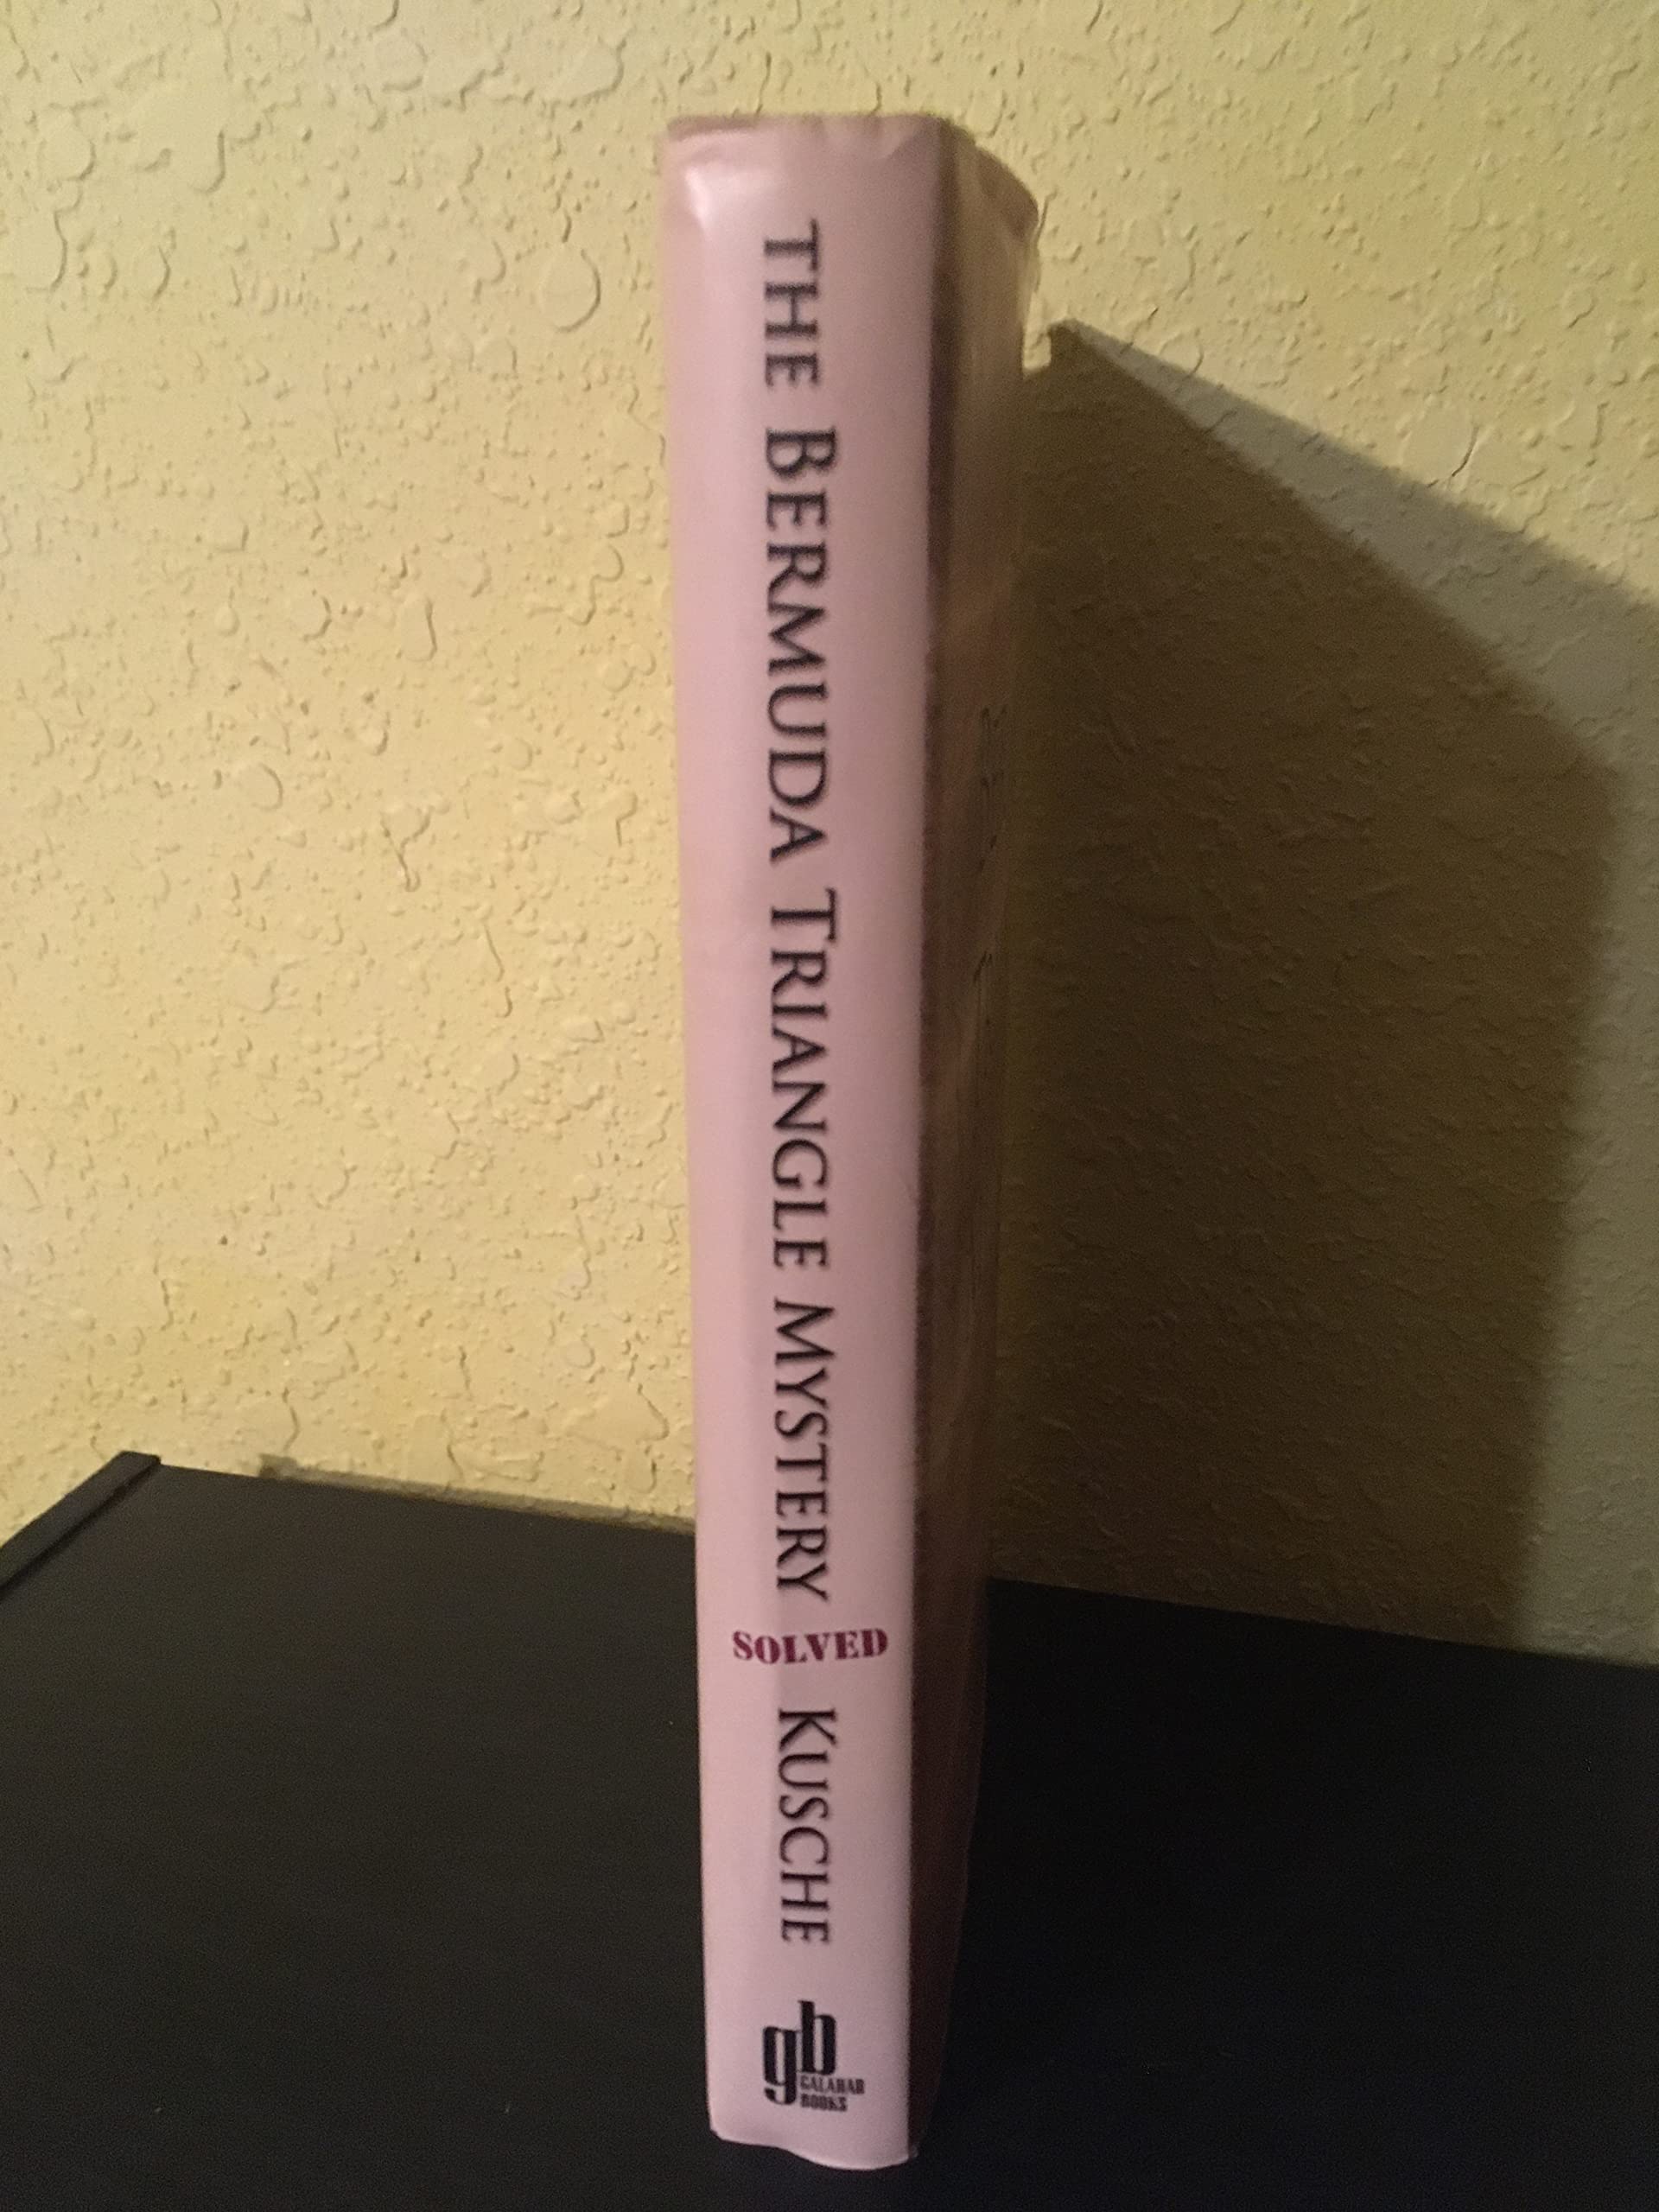 THE BERMUDA TRIANGLE MYSTERY
SOLVED
KUSCHE
gb
GALAHAD
BOOKS